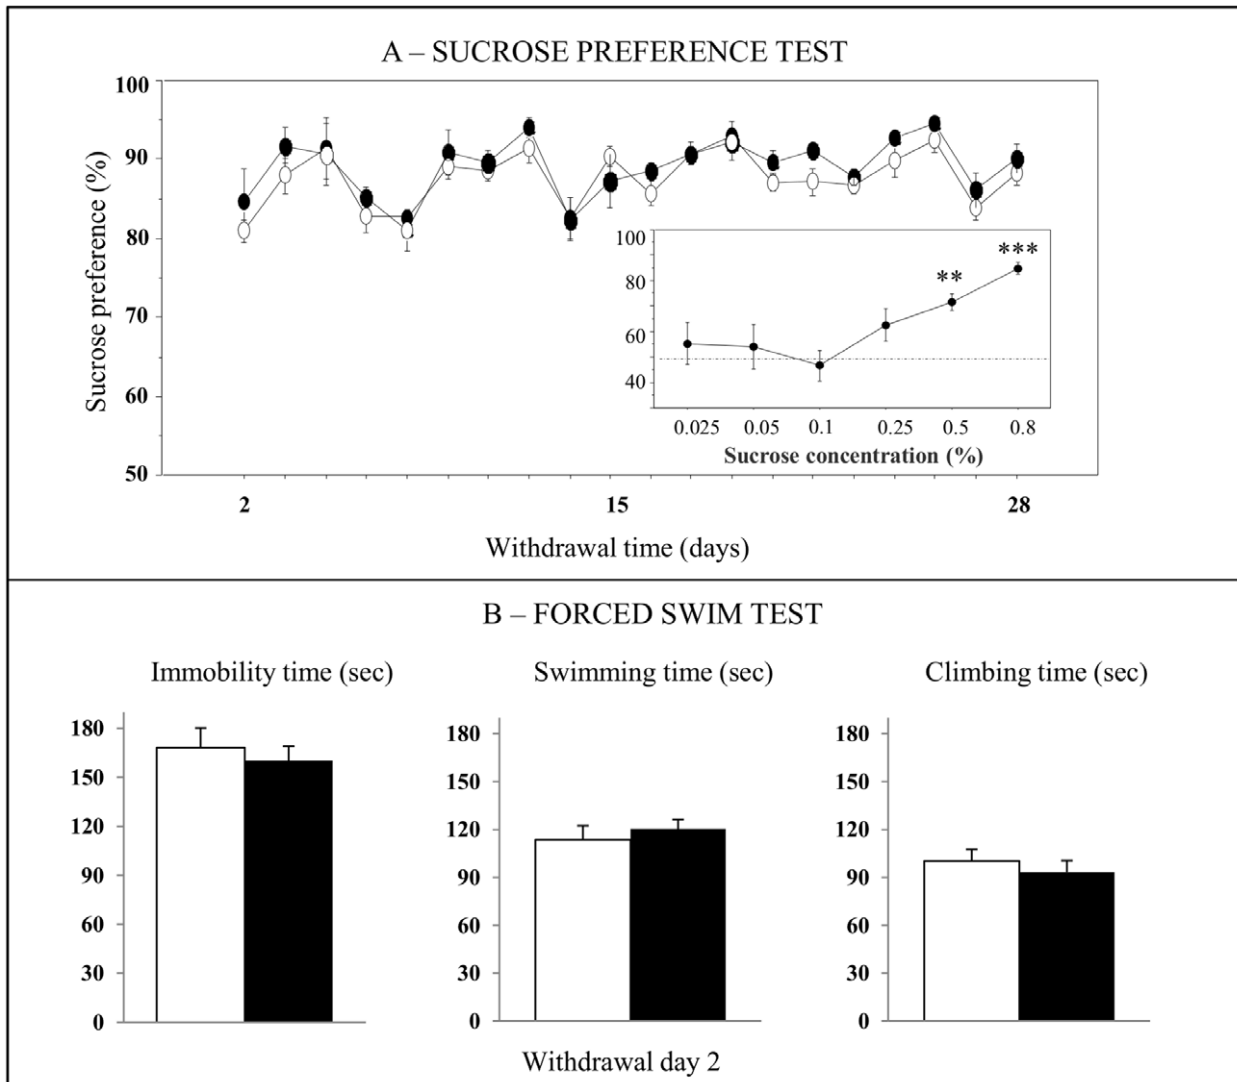 A – SUCROSE PREFERENCE TEST
100
90
80
70
60
50
Sucrose preference (%)
100
80
60
40
**
***
0.025 0.05 0.1 0.25 0.5 0.8
Sucrose concentration (%)
2 15 28
Withdrawal time (days)
B – FORCED SWIM TEST
Immobility time (sec) Swimming time (sec) Climbing time (sec)
180 180 180
150 150 150
120 120 120
90 90 90
60 60 60
30 30 30
0 0 0
Withdrawal day 2